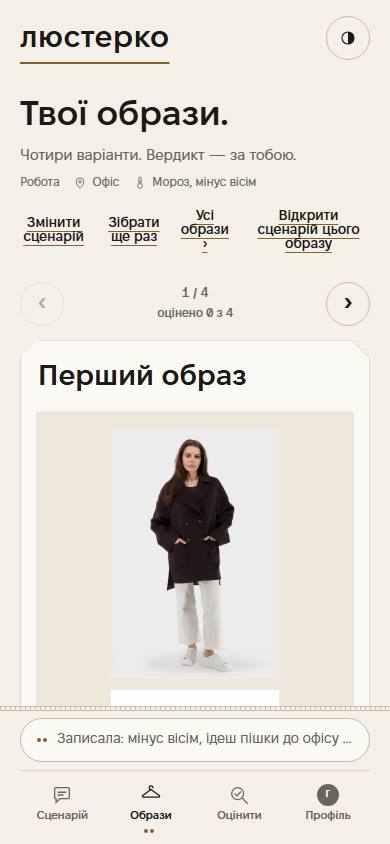 люстерко
Твої образи.
Чотири варіанти. Вердикт — за тобою.
Робота Офіс Мороз, мінус вісім
Змінити
сценарій
Зібрати
ще раз
Усі
образи
›
Відкрити
сценарій цього
образу
‹
1 / 4
оцінено 0 з 4
›
Перший образ
Записала: мінус вісім, ідеш пішки до офісу ...
Сценарій
Образи
Оцінити
Г
Профіль